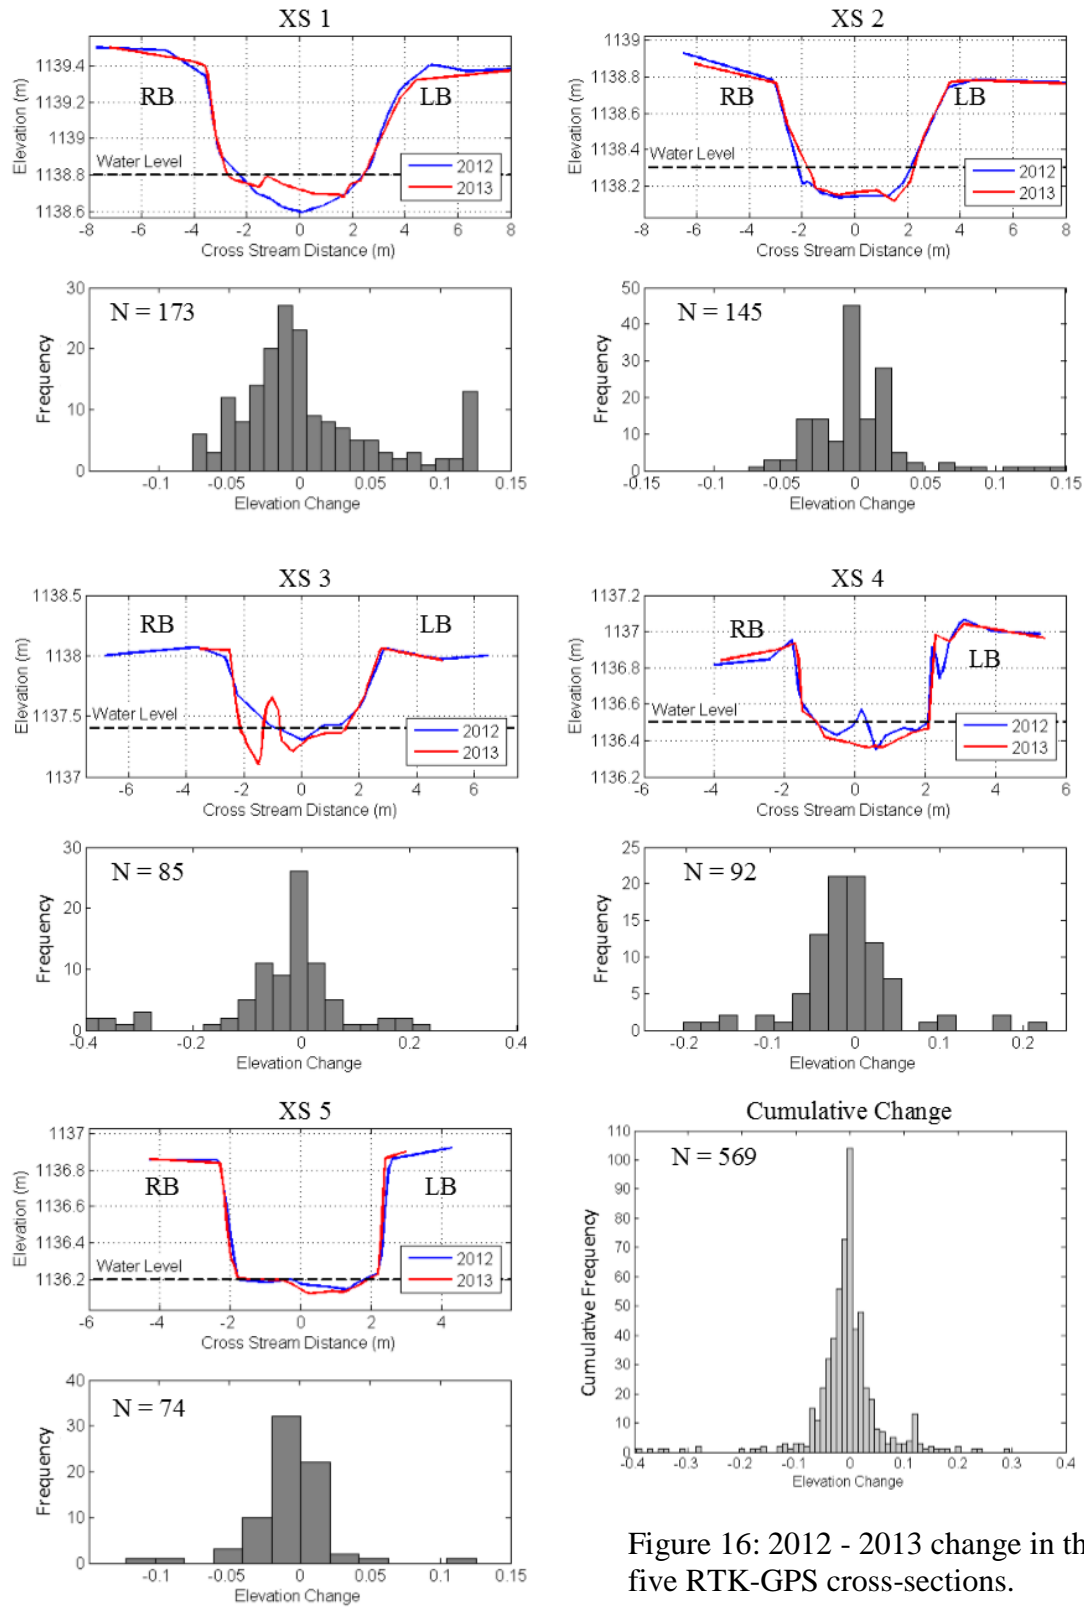 XS 1
Elevation (m)
1139.4
1139.2
1139
1138.8
1138.6
RB
LB
Water Level
2012
2013
-8 -6 -4 -2 0 2 4 6 8
Cross Stream Distance (m)
XS 2
Elevation (m)
1139
1138.8
1138.6
1138.4
1138.2
RB
LB
Water Level
2012
2013
-8 -6 -4 -2 0 2 4 6 8
Cross Stream Distance (m)
N = 173
Frequency
30
20
10
0
-0.1 -0.05 0 0.05 0.1 0.15
Elevation Change
N = 145
Frequency
50
40
30
20
10
0
-0.15 -0.1 -0.05 0 0.05 0.1 0.15
Elevation Change
XS 3
Elevation (m)
1138.5
1138
1137.5
1137
RB
LB
Water Level
2012
2013
-6 -4 -2 0 2 4 6
Cross Stream Distance (m)
XS 4
Elevation (m)
1137.2
1137
1136.8
1136.6
1136.4
1136.2
RB
LB
Water Level
2012
2013
-6 -4 -2 0 2 4 6
Cross Stream Distance (m)
N = 85
Frequency
30
20
10
0
-0.4 -0.2 0 0.2 0.4
Elevation Change
N = 92
Frequency
25
20
15
10
5
0
-0.2 -0.1 0 0.1 0.2
Elevation Change
XS 5
Elevation (m)
1137
1136.8
1136.6
1136.4
1136.2
RB
LB
Water Level
2012
2013
-6 -4 -2 0 2 4
Cross Stream Distance (m)
Cumulative Change
N = 569
Cumulative Frequency
110
100
90
80
70
60
50
40
30
20
10
0
-0.4 -0.3 -0.2 -0.1 0 0.1 0.2 0.3 0.4
Elevation Change
N = 74
Frequency
40
30
20
10
0
-0.1 -0.05 0 0.05 0.1 0.15
Elevation Change
Figure 16: 2012 - 2013 change in th
five RTK-GPS cross-sections.